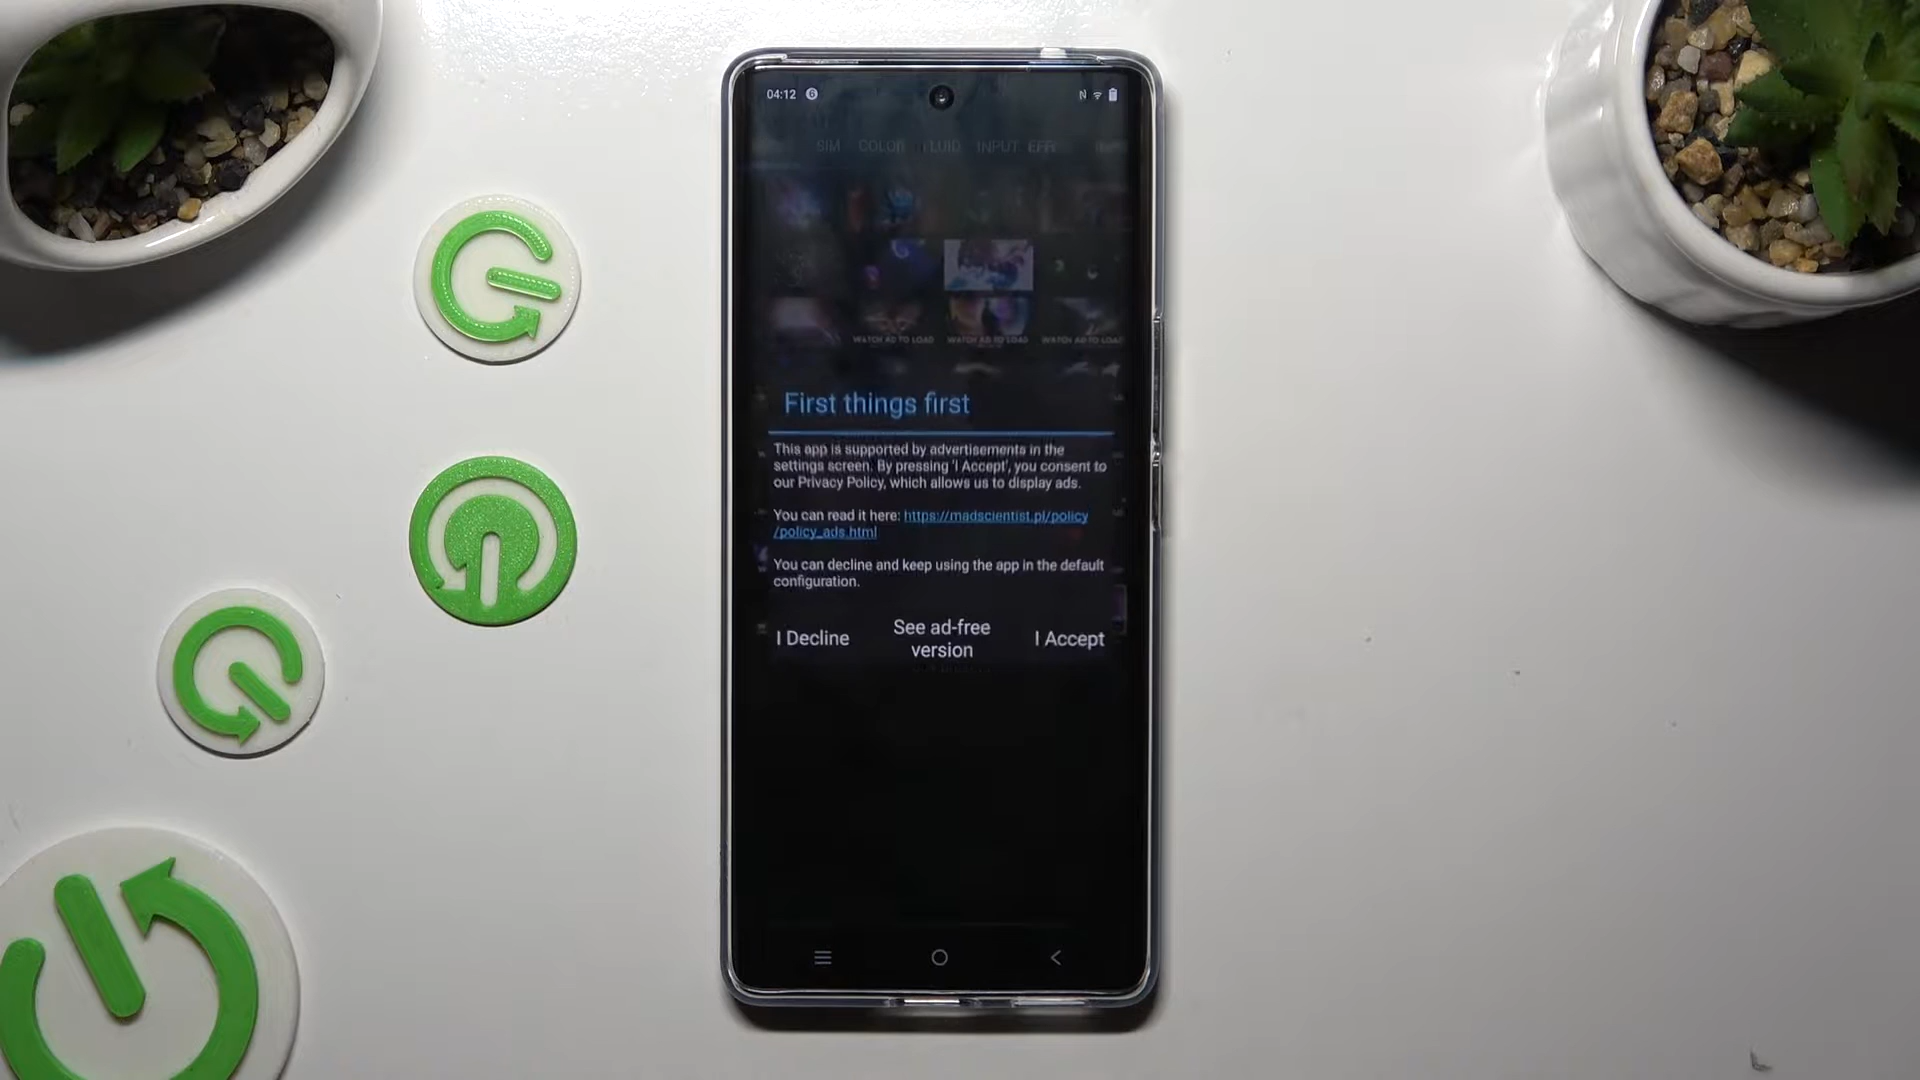 04:12
SIM COLOR FLUID INPUT EFFE
WATCH AD TO LOAD WATCH AD TO LOAD WATCH AD TO LOAD
First things first
This app is supported by advertisements in the
settings screen. By pressing 'I Accept', you consent to
our Privacy Policy, which allows us to display ads.
You can read it here: https://madscientist.pl/policy
/policy_ads.html
You can decline and keep using the app in the default
configuration.
I Decline
See ad-free
version
I Accept